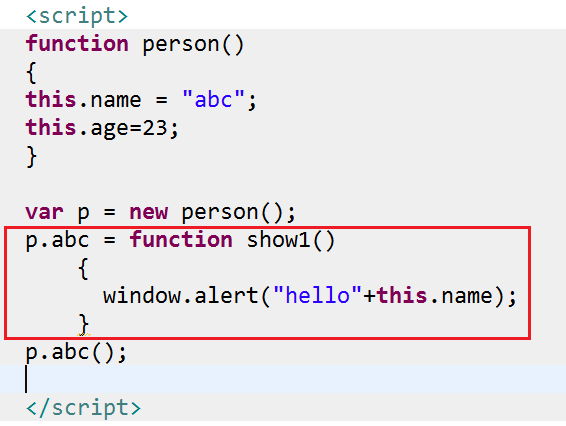 <script>
function person()
{
this.name = "abc";
this.age=23;
}
var p = new person();
p.abc = function show1()
{
window.alert("hello"+this.name);
}
p.abc();
</script>